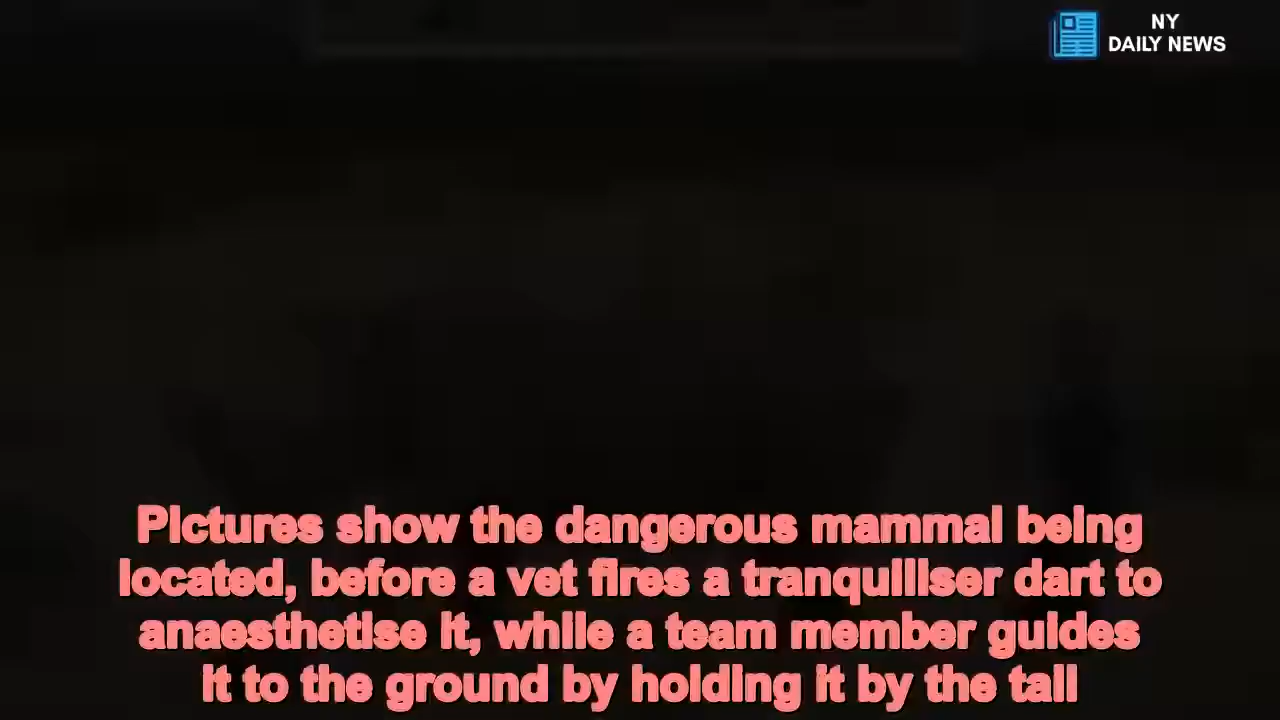 NY
DAILY NEWS
Pictures show the dangerous mammal being
located, before a vet fires a tranquiliser dart to
anaesthetise it, while a team member guides
it to the ground by holding it by the tail